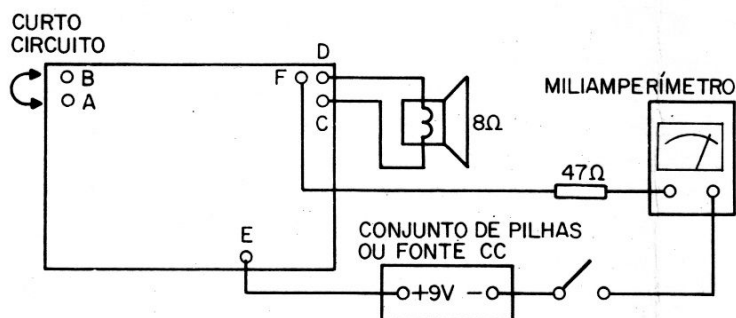 CURTO
CIRCUITO
B
A
D
F
C
8Ω
MILIAMPERÍMETRO
47Ω
E
CONJUNTO DE PILHAS
OU FONTE CC
+9V -